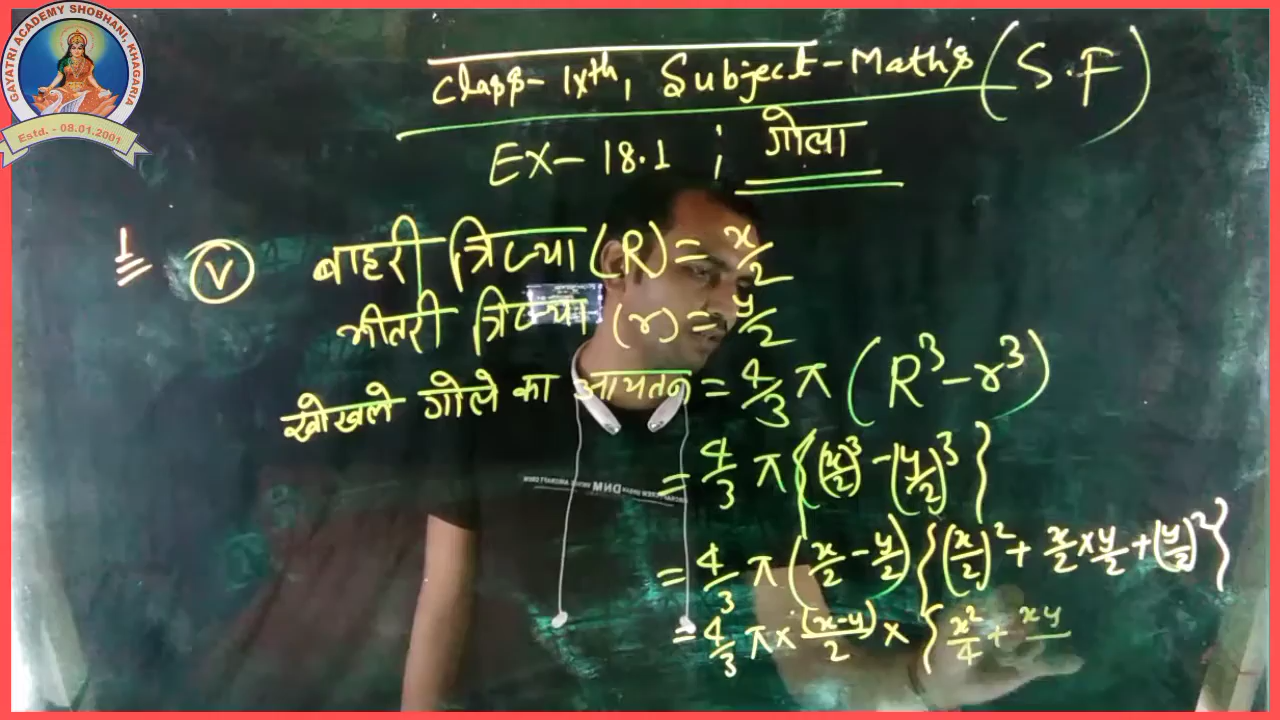 GAYATRI ACADEMY SHOBHANI, KHAGARIA
Estd. - 08.01.2001
Class-IXth, Subject-Math's (S.F)
EX-18.1 ; गोला
1 (v) बाहरी त्रिज्या (R) = x/2
भीतरी त्रिज्या (r) = y/2
खोखले गोले का आयतन = 4/3 π (R³ - r³)
= 4/3 π {(x/2)³ - (y/2)³}
= 4/3 π (x/2 - y/2) {(x/2)² + x/2 × y/2 + (y/2)²}
= 4/3 π × (x-y)/2 × {x²/4 + xy/
DNM